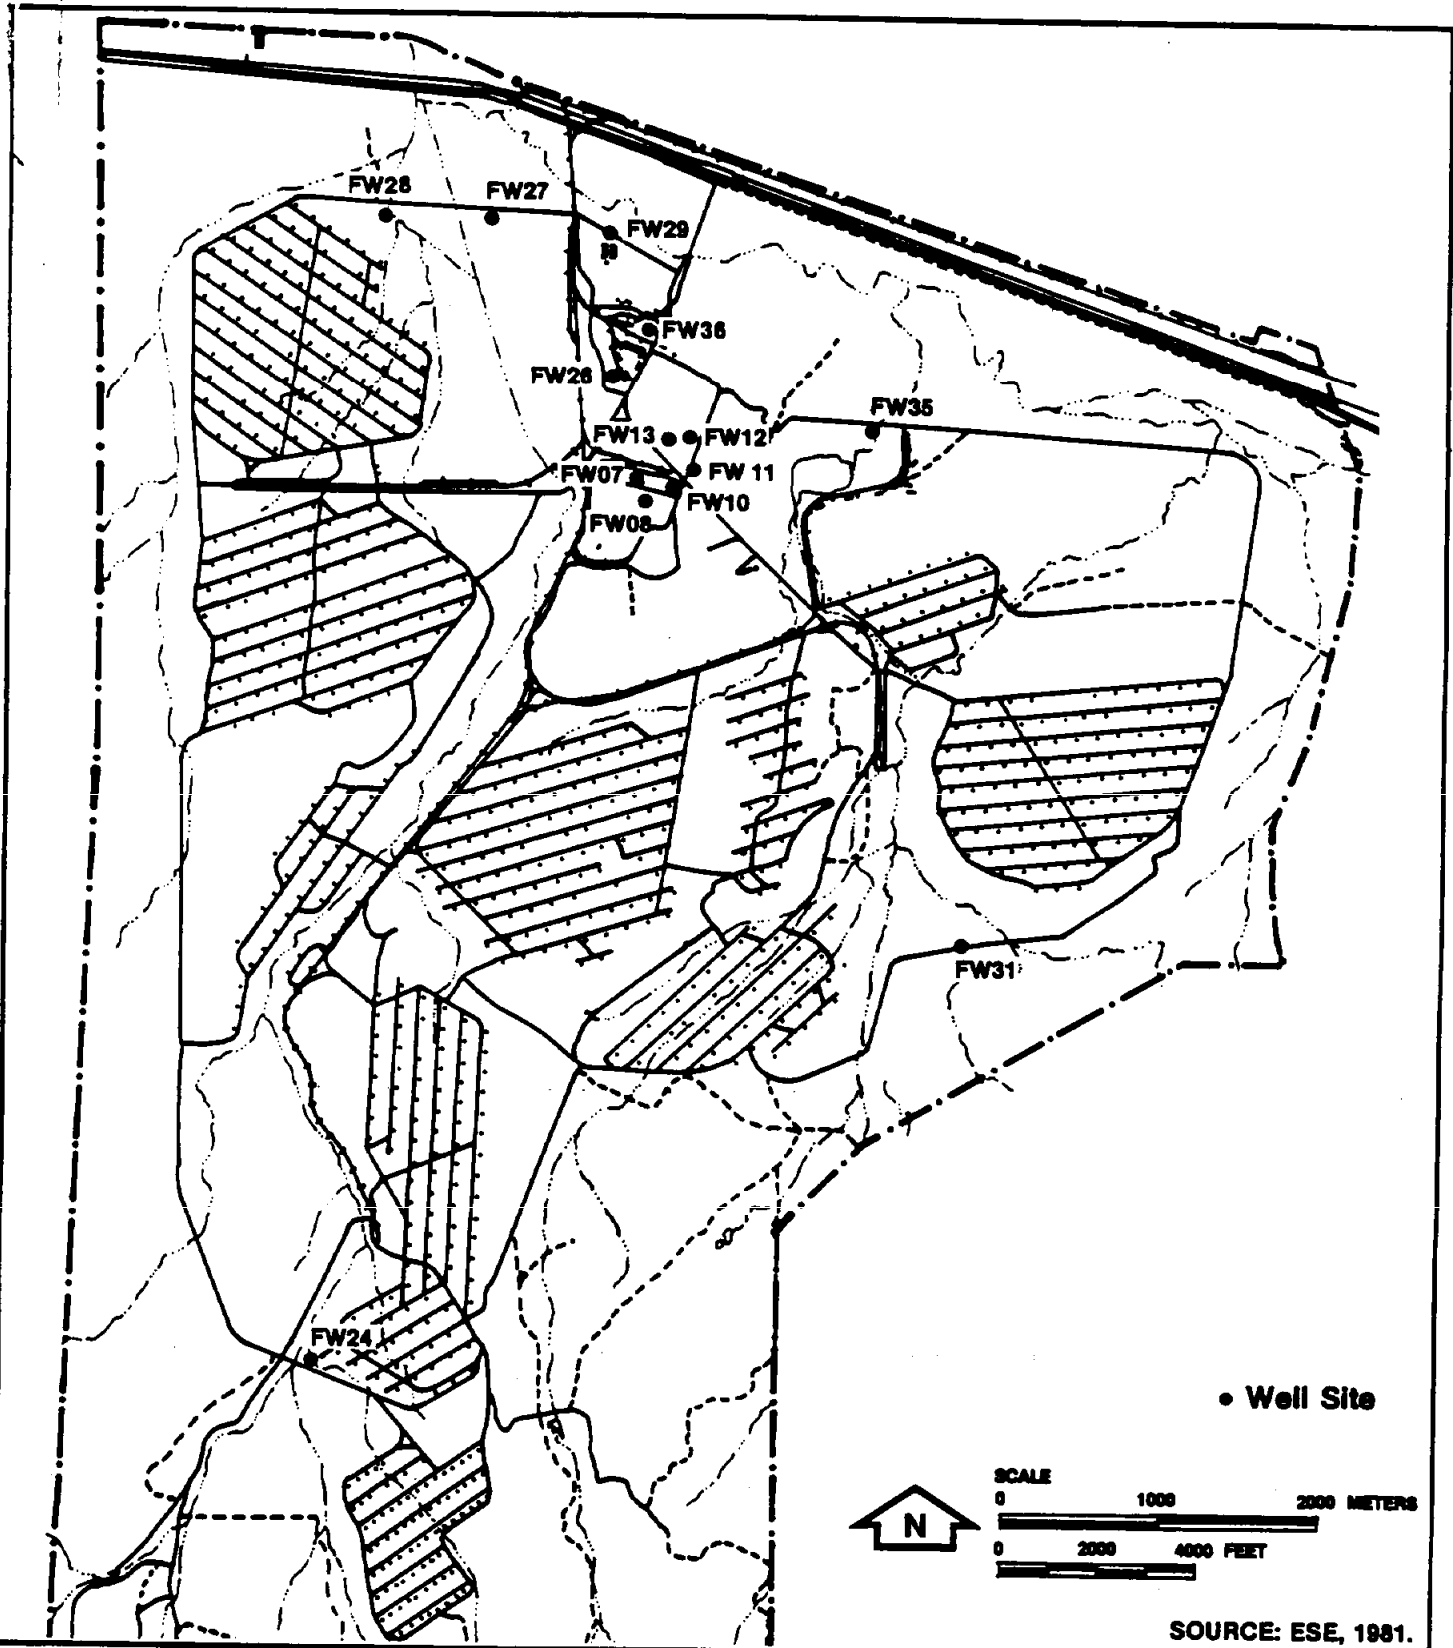 FW28
FW27
FW29
FW36
FW26
FW35
FW13
FW12
FW07
FW 11
FW10
FW08
FW31
FW24
Well Site
SCALE
0 1000 2000 METERS
0 2000 4000 FEET
N
SOURCE: ESE, 1981.